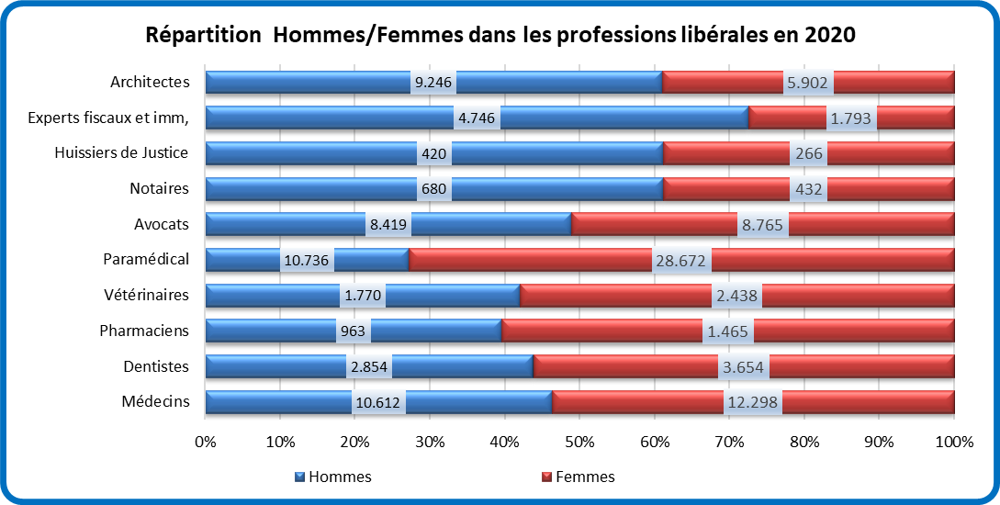 Répartition Hommes/Femmes dans les professions libérales en 2020
Architectes 9.246 5.902
Experts fiscaux et imm, 4.746 1.793
Huissiers de Justice 420 266
Notaires 680 432
Avocats 8.419 8.765
Paramédical 10.736 28.672
Vétérinaires 1.770 2.438
Pharmaciens 963 1.465
Dentistes 2.854 3.654
Médecins 10.612 12.298
0% 10% 20% 30% 40% 50% 60% 70% 80% 90% 100%
Hommes Femmes